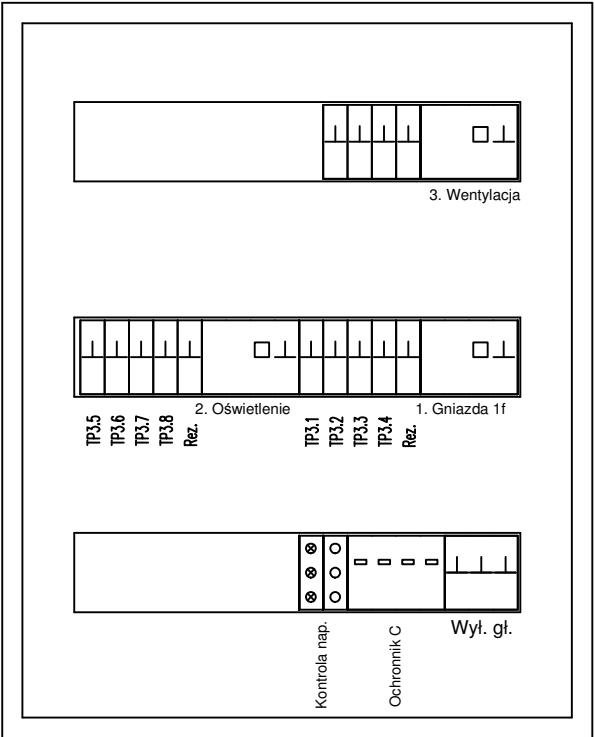 3. Wentylacja
2. Oświetlenie
1. Gniazda 1f
TP3.5
TP3.6
TP3.7
TP3.8
Rez.
TP3.1
TP3.2
TP3.3
TP3.4
Rez.
Kontrola nap.
Ochronnik C
Wył. gł.